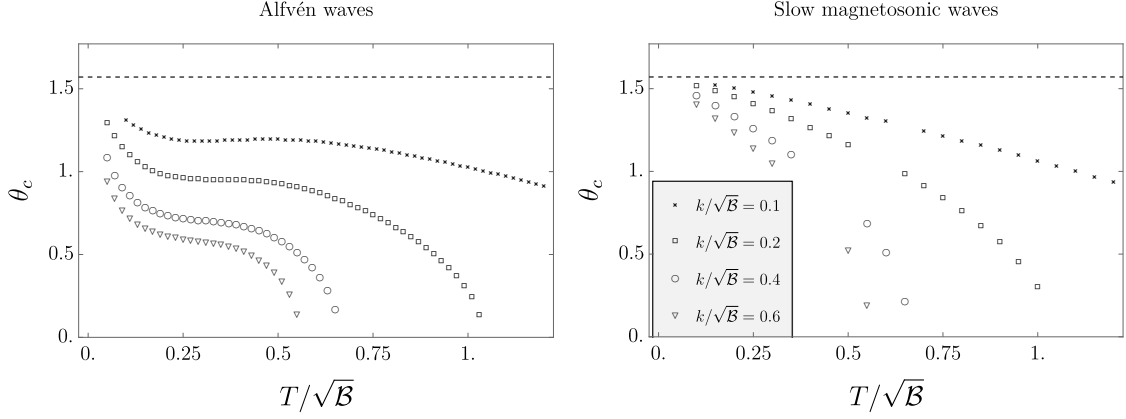 Alfvén waves
1.5
1.
0.5
0.
θc
0. 0.25 0.5 0.75 1.
T/√ℬ
Slow magnetosonic waves
1.5
1.
0.5
0.
θc
k/√ℬ = 0.1
k/√ℬ = 0.2
k/√ℬ = 0.4
k/√ℬ = 0.6
0. 0.25 0.5 0.75 1.
T/√ℬ